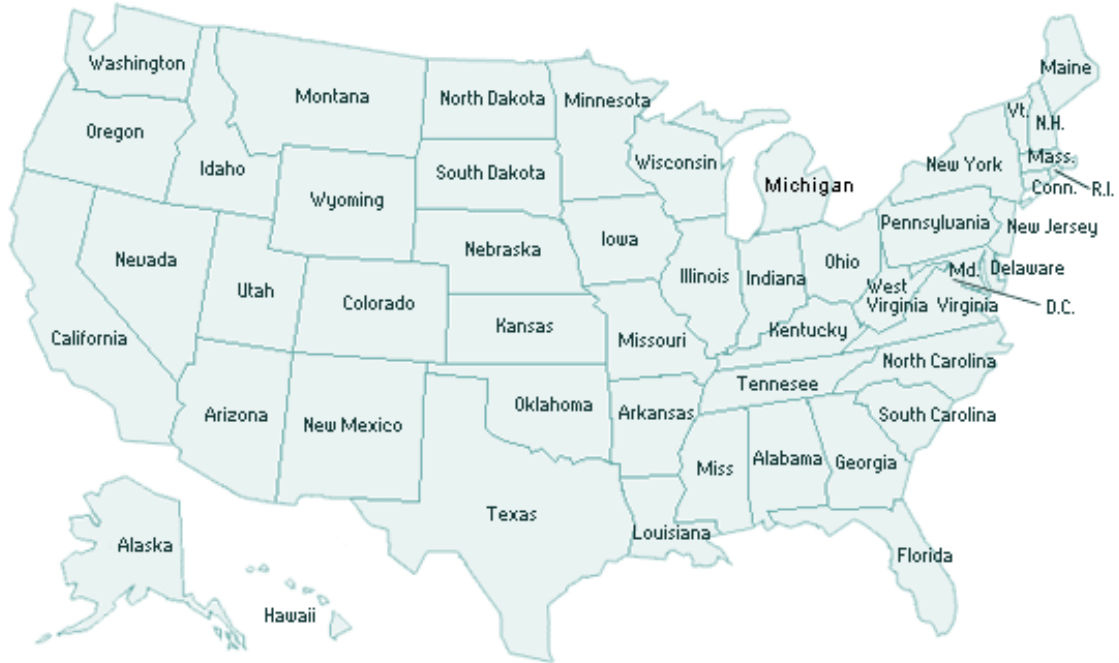 Washington
Montana
North Dakota
Minnesota
Maine
Oregon
Idaho
Vt.
N.H.
Wisconsin
New York
Mass.
South Dakota
Michigan
Conn.
R.I.
Wyoming
Pennsylvania
New Jersey
Nebraska
Iowa
Nevada
Utah
Illinois
Indiana
Ohio
Md.
Delaware
Colorado
West
Virginia
Virginia
D.C.
Kansas
Missouri
Kentucky
California
North Carolina
Tennesee
Arizona
New Mexico
Oklahoma
Arkansas
South Carolina
Miss
Alabama
Georgia
Texas
Louisiana
Alaska
Florida
Hawaii